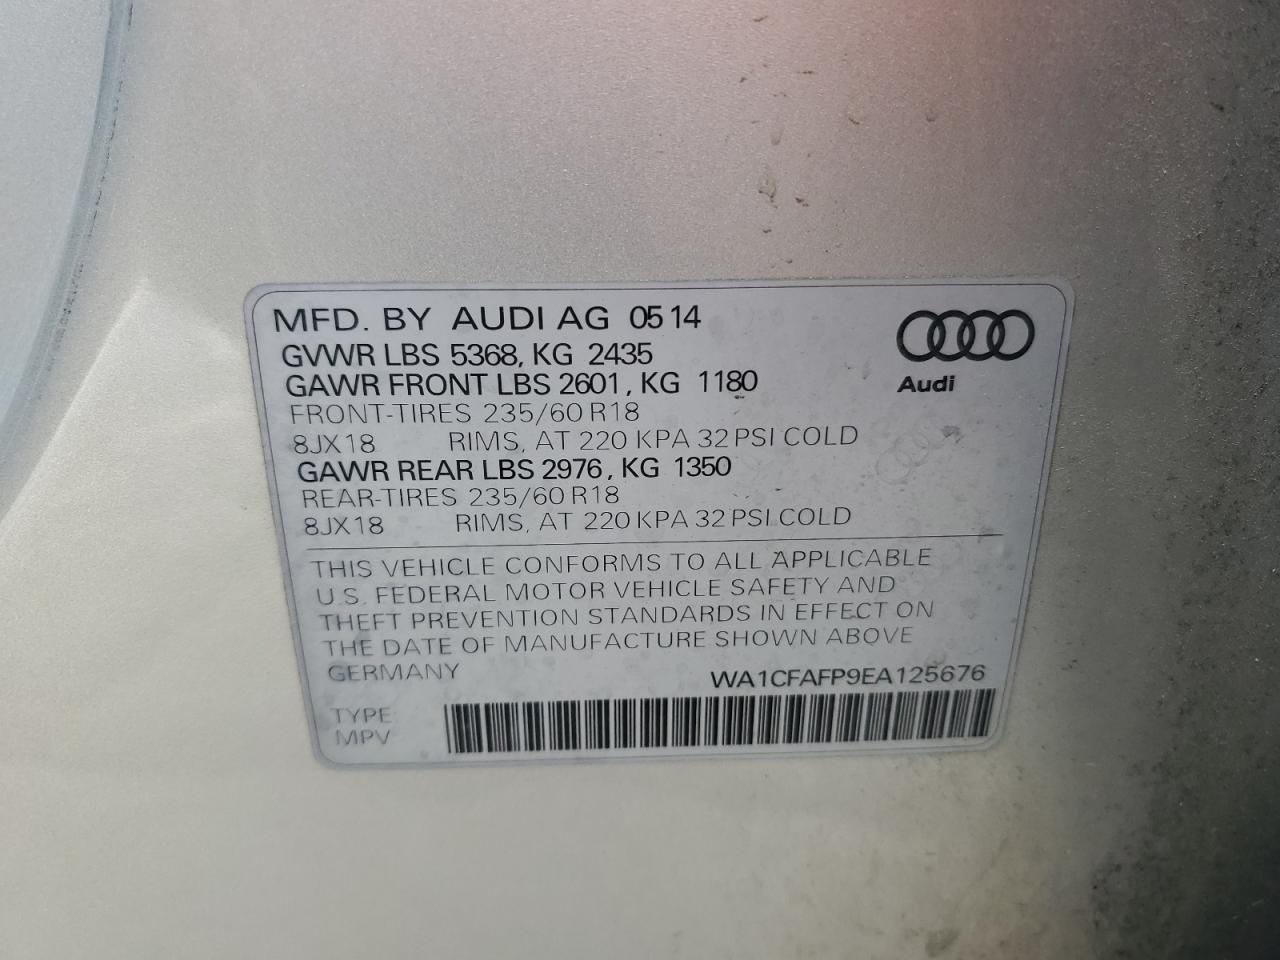 MFD. BY AUDI AG 05 14
GVWR LBS 5368, KG 2435
GAWR FRONT LBS 2601, KG 1180
FRONT-TIRES 235/60 R18
8JX18 RIMS, AT 220 KPA 32 PSI COLD
GAWR REAR LBS 2976, KG 1350
REAR-TIRES 235/60 R18
8JX18 RIMS, AT 220 KPA 32 PSI COLD
Audi
THIS VEHICLE CONFORMS TO ALL APPLICABLE
U.S. FEDERAL MOTOR VEHICLE SAFETY AND
THEFT PREVENTION STANDARDS IN EFFECT ON
THE DATE OF MANUFACTURE SHOWN ABOVE
GERMANY WA1CFAFP9EA125676
TYPE:
MPV